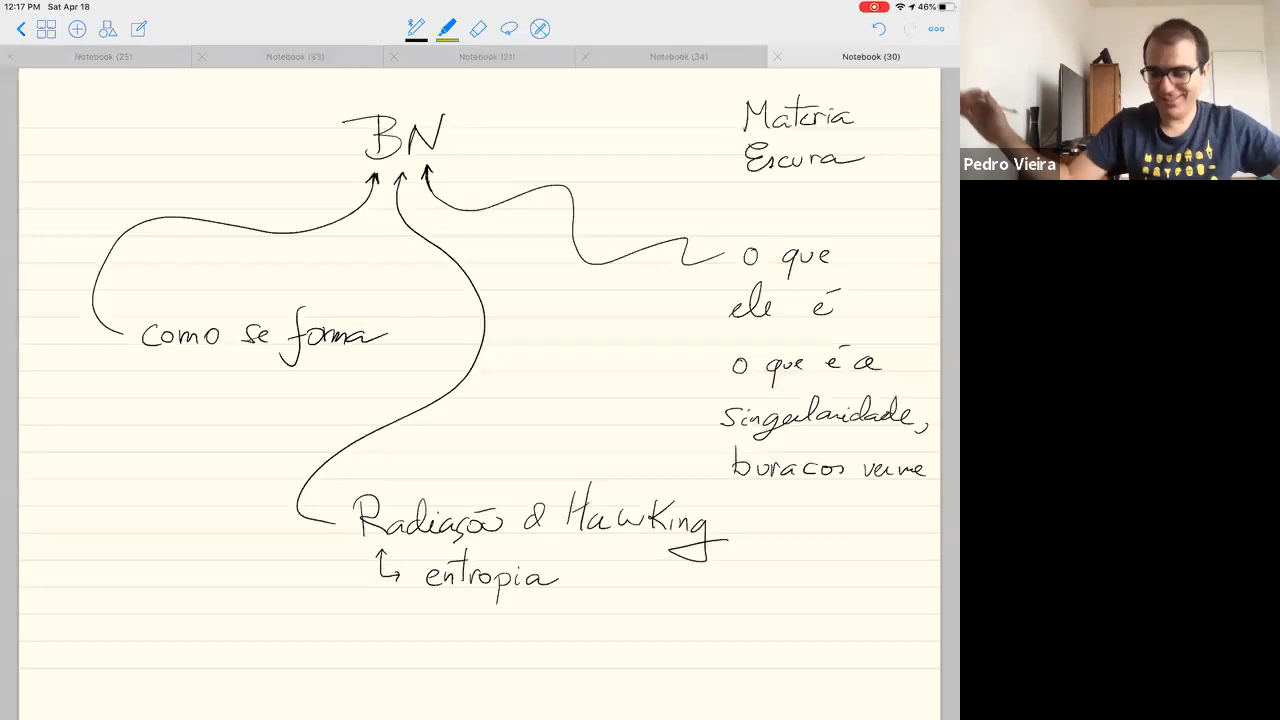 12:17 PM Sat Apr 18
46%
Notebook (25)
Notebook (53)
Notebook (21)
Notebook (34)
Notebook (30)
BN
Materia
Escura
o que
ele é
como se forma
o que é a
singularidade,
buracos verme
Radiação d Hawking
entropia
Pedro Vieira